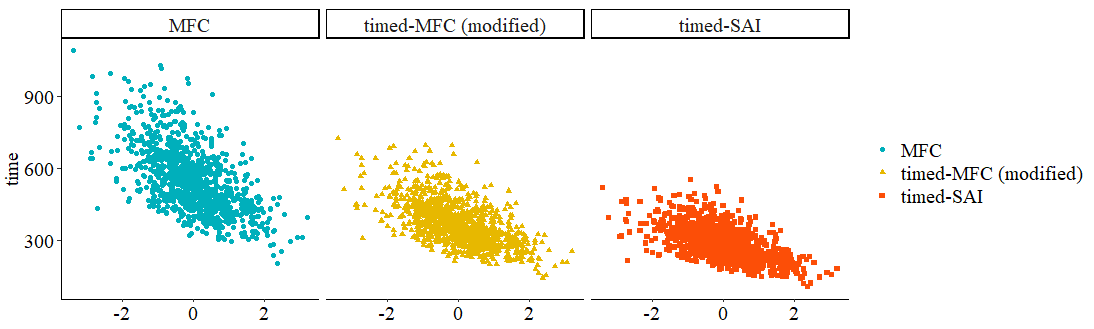 MFC
timed-MFC (modified)
timed-SAI
time
900
600
300
-2 0 2
-2 0 2
-2 0 2
MFC
timed-MFC (modified)
timed-SAI